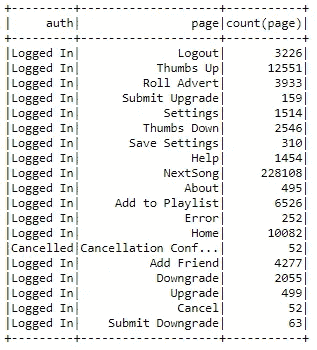 +---------+--------------------+-----------+
|     auth|                page|count(page)|
+---------+--------------------+-----------+
|Logged In|              Logout|       3226|
|Logged In|           Thumbs Up|      12551|
|Logged In|         Roll Advert|       3933|
|Logged In|      Submit Upgrade|        159|
|Logged In|            Settings|       1514|
|Logged In|         Thumbs Down|       2546|
|Logged In|       Save Settings|        310|
|Logged In|                Help|       1454|
|Logged In|            NextSong|     228108|
|Logged In|               About|        495|
|Logged In|     Add to Playlist|       6526|
|Logged In|               Error|        252|
|Logged In|                Home|      10082|
|Cancelled|Cancellation Conf...|         52|
|Logged In|          Add Friend|       4277|
|Logged In|           Downgrade|       2055|
|Logged In|             Upgrade|        499|
|Logged In|              Cancel|         52|
|Logged In|    Submit Downgrade|         63|
+---------+--------------------+-----------+